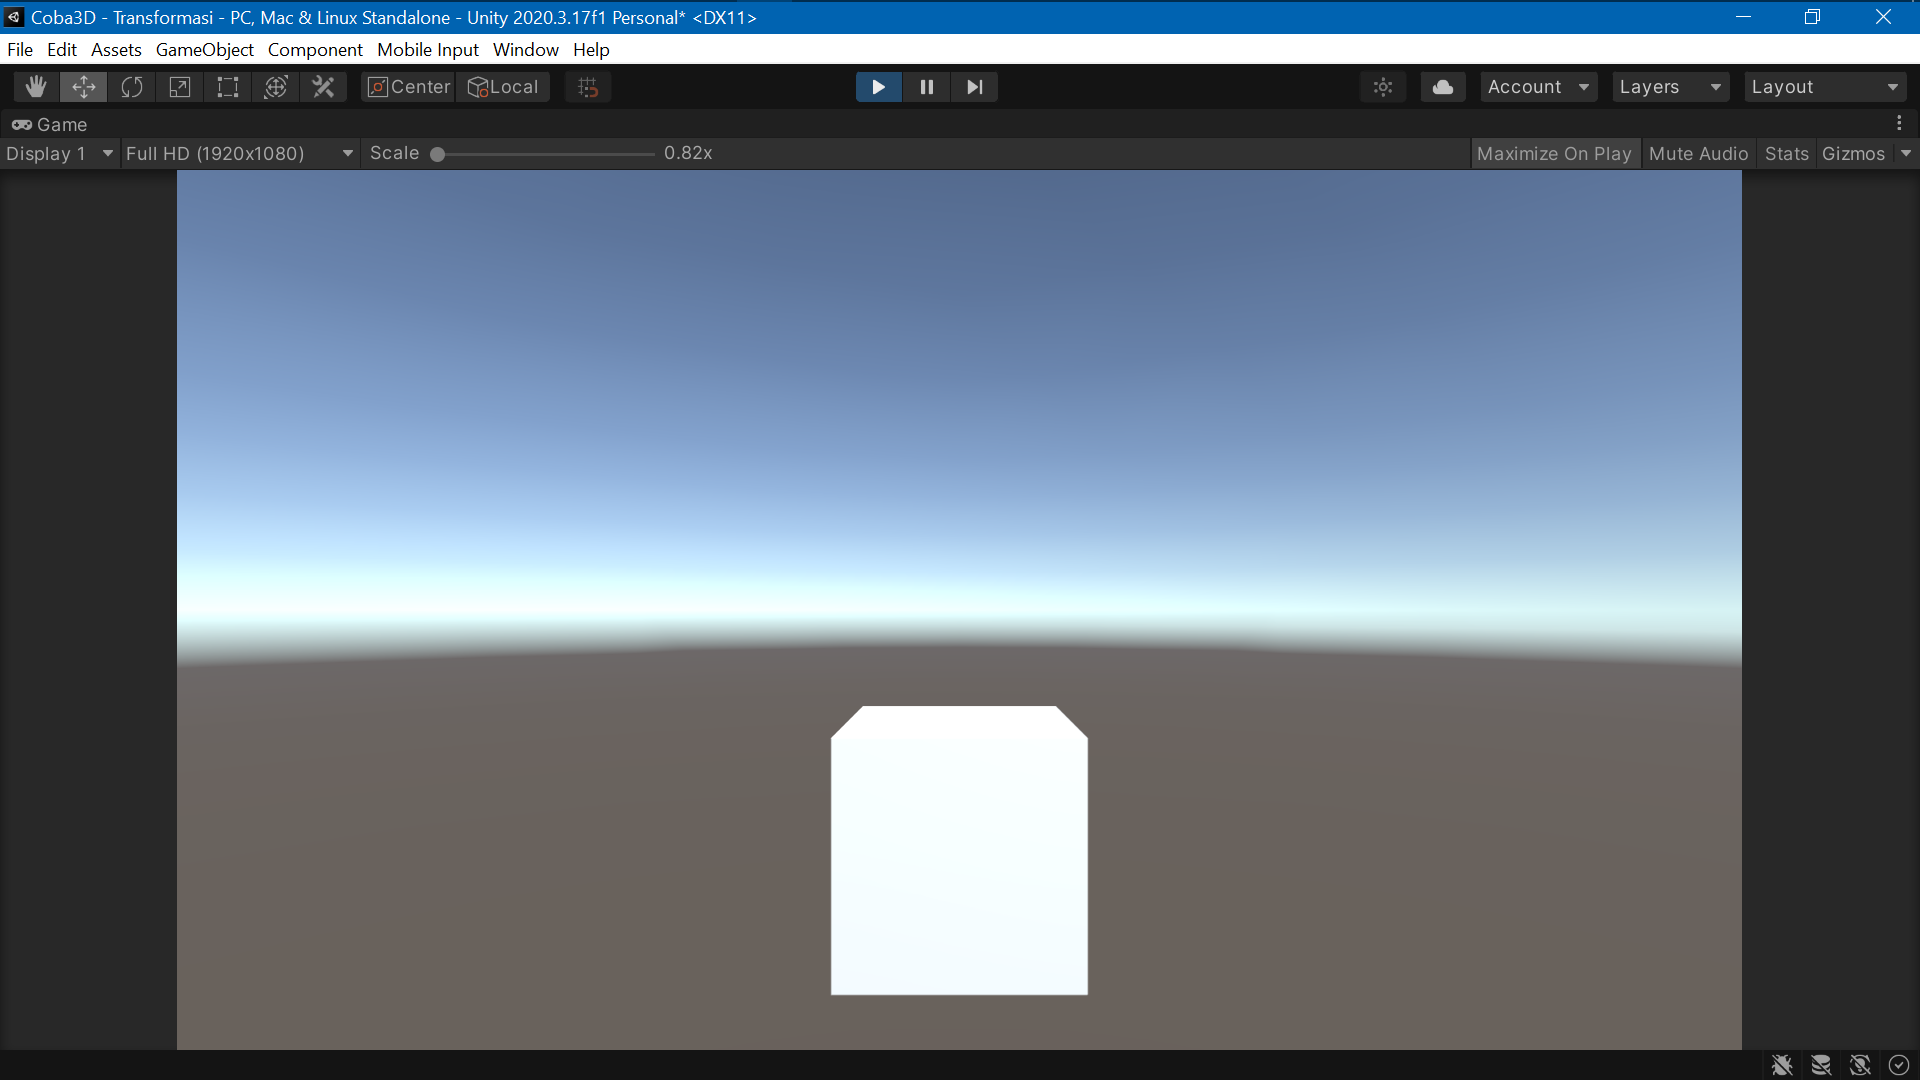 Coba3D - Transformasi - PC, Mac & Linux Standalone - Unity 2020.3.17f1 Personal* <DX11>
File Edit Assets GameObject Component Mobile Input Window Help
Center Local Account Layers Layout
Game
Display 1 Full HD (1920x1080) Scale 0.82x Maximize On Play Mute Audio Stats Gizmos